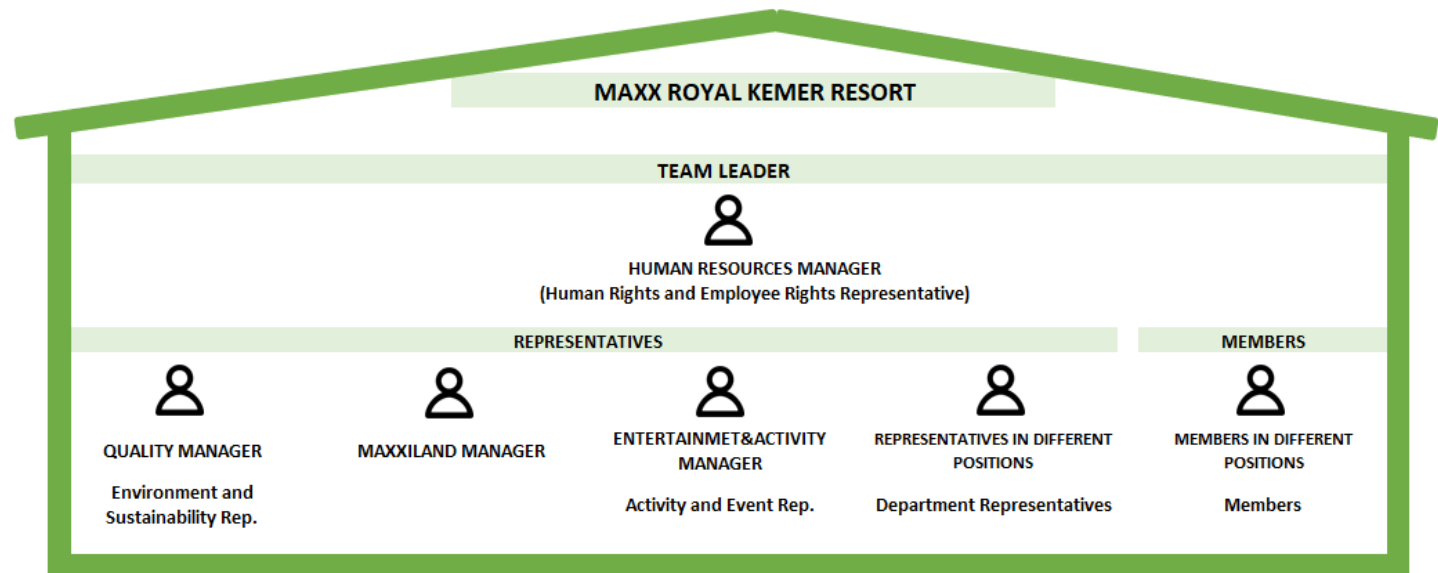 MAXX ROYAL KEMER RESORT
TEAM LEADER
HUMAN RESOURCES MANAGER
(Human Rights and Employee Rights Representative)
REPRESENTATIVES
MEMBERS
QUALITY MANAGER
Environment and
Sustainability Rep.
MAXXILAND MANAGER
ENTERTAINMET&ACTIVITY
MANAGER
Activity and Event Rep.
REPRESENTATIVES IN DIFFERENT
POSITIONS
Department Representatives
MEMBERS IN DIFFERENT
POSITIONS
Members